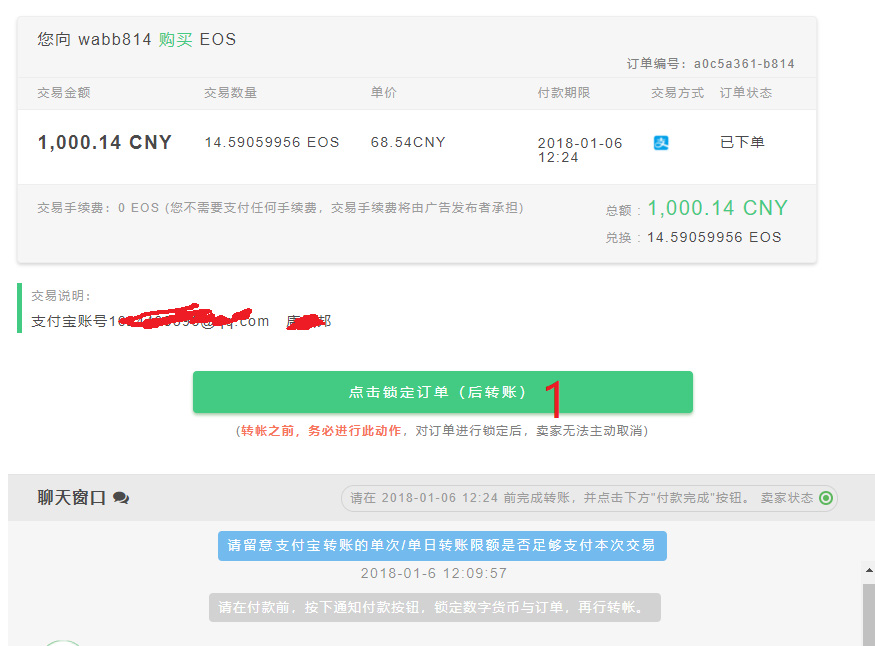 您向 wabb814 购买 EOS
订单编号：a0c5a361-b814
交易金额 交易数量 单价 付款期限 交易方式 订单状态
1,000.14 CNY 14.59059956 EOS 68.54CNY 2018-01-06 已下单
12:24
交易手续费：0 EOS (您不需要支付任何手续费，交易手续费将由广告发布者承担)
总额：1,000.14 CNY
兑换：14.59059956 EOS
交易说明：
支付宝账号
点击锁定订单（后转账） 1
(转帐之前，务必进行此动作，对订单进行锁定后，卖家无法主动取消)
聊天窗口
请在 2018-01-06 12:24 前完成转账，并点击下方"付款完成"按钮。 卖家状态
请留意支付宝转账的单次/单日转账限额是否足够支付本次交易
2018-01-6 12:09:57
请在付款前，按下通知付款按钮，锁定数字货币与订单，再行转帐。